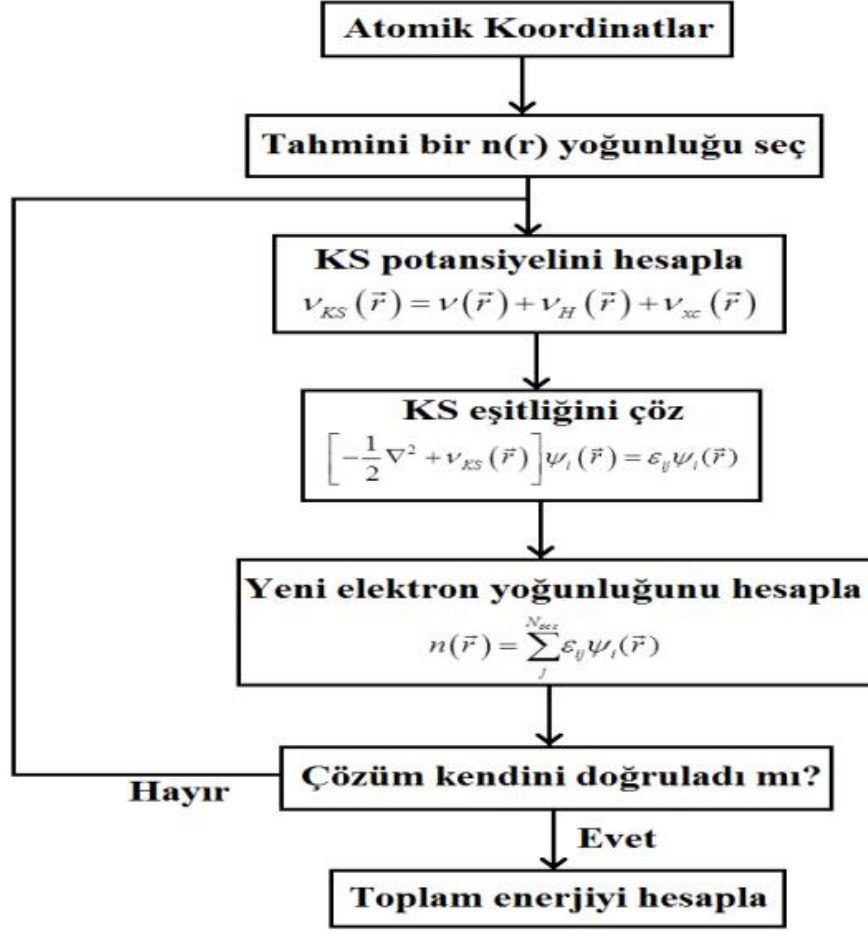 Atomik Koordinatlar
Tahmini bir n(r) yoğunluğu seç
KS potansiyelini hesapla
ν_KS(r⃗) = ν(r⃗) + ν_H(r⃗) + ν_xc(r⃗)
KS eşitliğini çöz
[-1/2 ∇² + ν_KS(r⃗)]ψ_i(r⃗) = ε_ij ψ_i(r⃗)
Yeni elektron yoğunluğunu hesapla
n(r⃗) = ∑_j^{N_occ} ε_ij ψ_i(r⃗)
Çözüm kendini doğruladı mı?
Hayır
Evet
Toplam enerjiyi hesapla